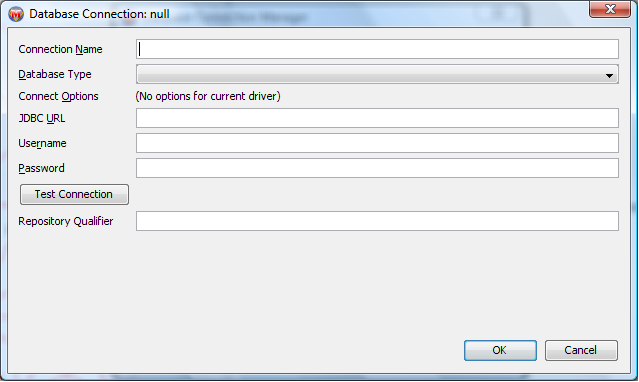 Database Connection: null
Connection Name
Database Type
Connect Options (No options for current driver)
JDBC URL
Username
Password
Test Connection
Repository Qualifier
OK Cancel